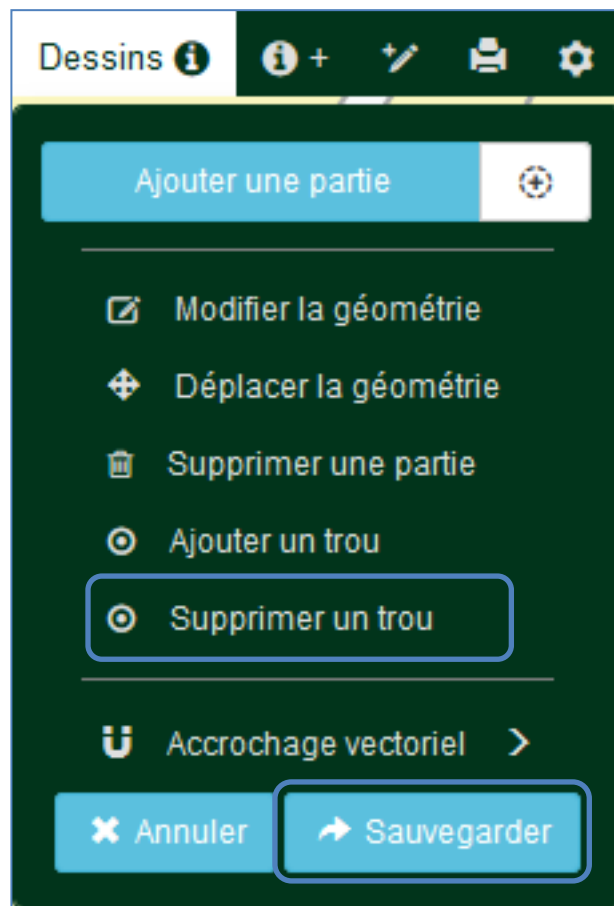 Dessins +
Ajouter une partie
Modifier la géométrie
Déplacer la géométrie
Supprimer une partie
Ajouter un trou
Supprimer un trou
Accrochage vectoriel
Annuler Sauvegarder